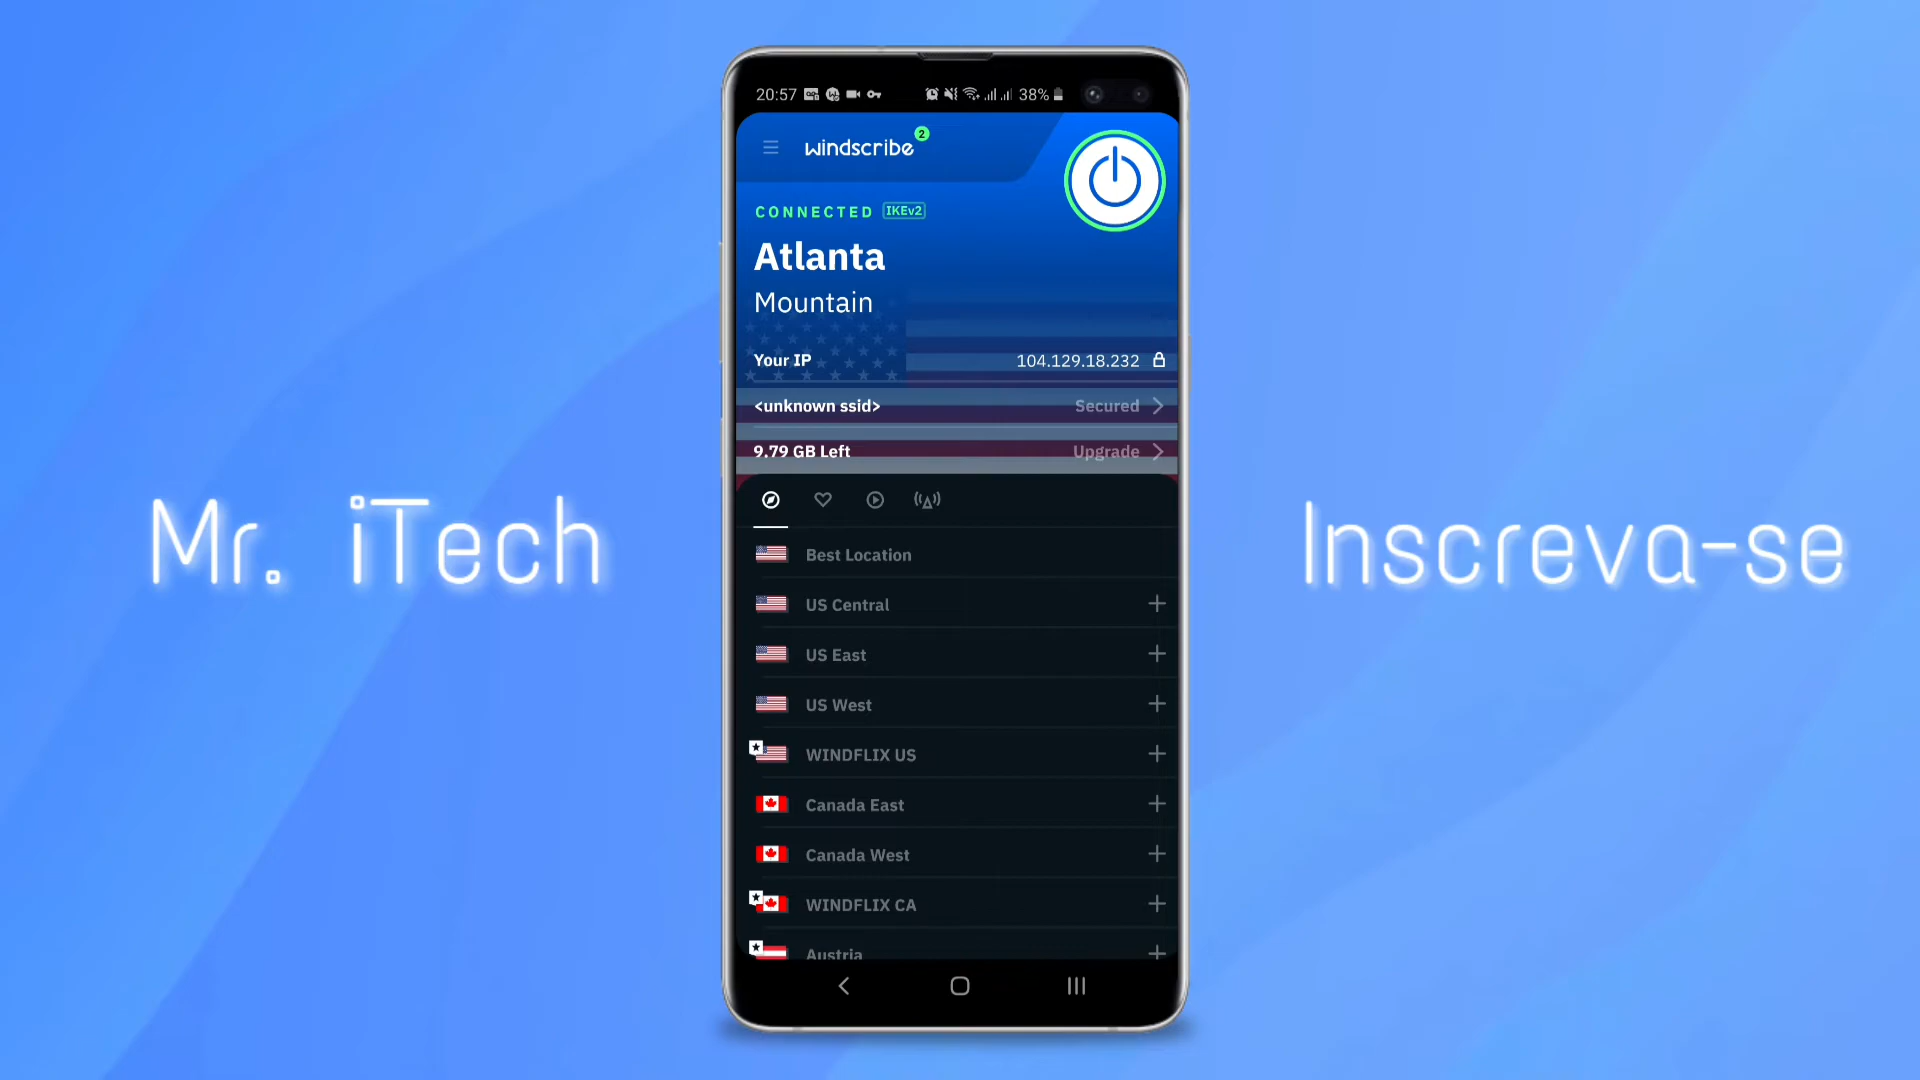 20:57
38%
windscribe
2
CONNECTED IKEv2
Atlanta
Mountain
Your IP 104.129.18.232
<unknown ssid> Secured
9.79 GB Left Upgrade
Mr. iTech
Inscreva-se
Best Location
US Central
US East
US West
WINDFLIX US
Canada East
Canada West
WINDFLIX CA
Austria